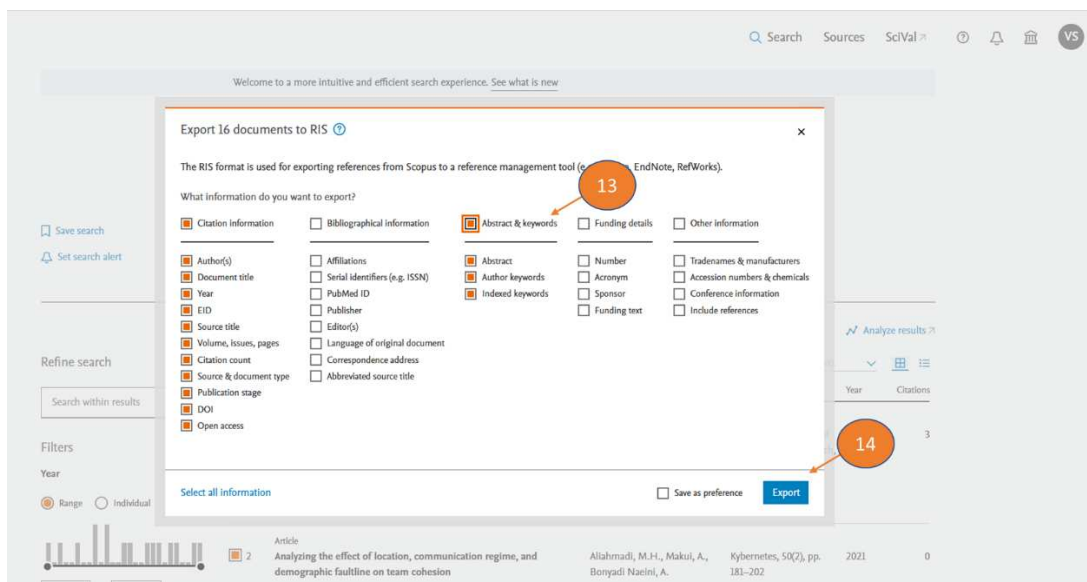 Search Sources SciVal VS
Welcome to a more intuitive and efficient search experience. See what is new
Export 16 documents to RIS
The RIS format is used for exporting references from Scopus to a reference management tool (e. EndNote, RefWorks).
13
What information do you want to export?
Citation information Bibliographical information Abstract & keywords Funding details Other information
Save search
Set search alert
Author(s) Affiliations Abstract Number Tradenames & manufacturers
Document title Serial identifiers (e.g. ISSN) Author keywords Acronym Accession numbers & chemicals
Year PubMed ID Indexed keywords Sponsor Conference information
EID Publisher Funding text Include references
Source title Editor(s)
Volume, issues, pages Language of original document
Analyze results
Citation count Correspondence address
Refine search
Source & document type Abbreviated source title
Publication stage
Year Citations
Search within results
DOI
Open access
3
14
Filters
Year
Select all information Save as preference Export
Range Individual
Article
2 Analyzing the effect of location, communication regime, and Allahmadi, M.H., Makui, A., Kybernetes, 50(2), pp. 2021 0
demographic faultline on team cohesion Bonyadi Naeini, A. 181–202